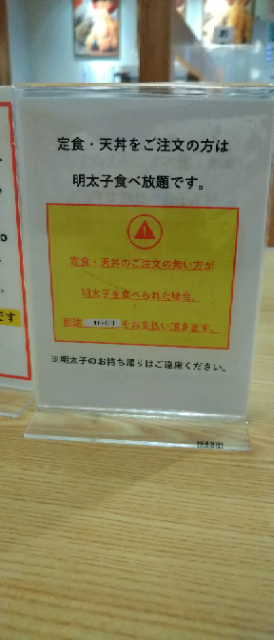 定食・天丼をご注文の方は
明太子食べ放題です。
定食・天丼のご注文の無い方が
明太子を食べられた場合、
別途 をお支払い頂きます。
※明太子のお持ち帰りはご遠慮ください。
です